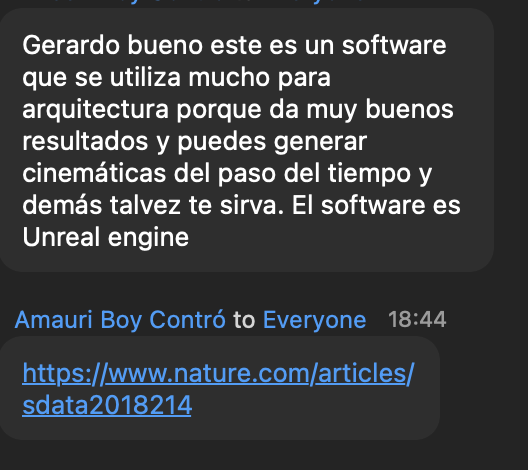 Gerardo bueno este es un software
que se utiliza mucho para
arquitectura porque da muy buenos
resultados y puedes generar
cinemáticas del paso del tiempo y
demás talvez te sirva. El software es
Unreal engine
Amauri Boy Contró to Everyone 18:44
https://www.nature.com/articles/
sdata2018214